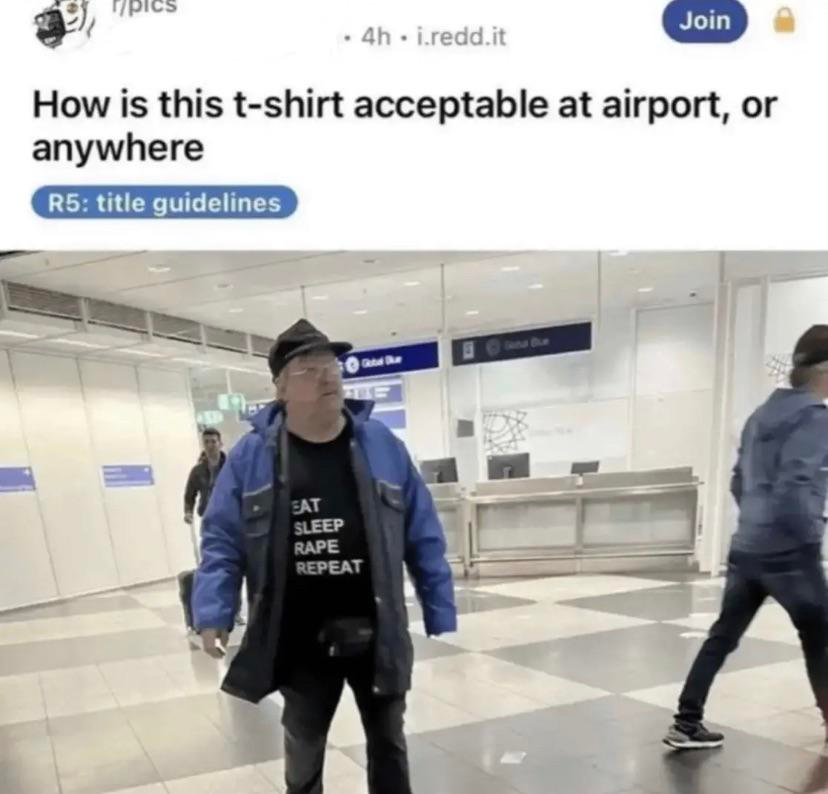 r/pics
• 4h • i.redd.it
Join
How is this t-shirt acceptable at airport, or
anywhere
R5: title guidelines
Global Blue
Global Blue
EAT
SLEEP
RAPE
REPEAT